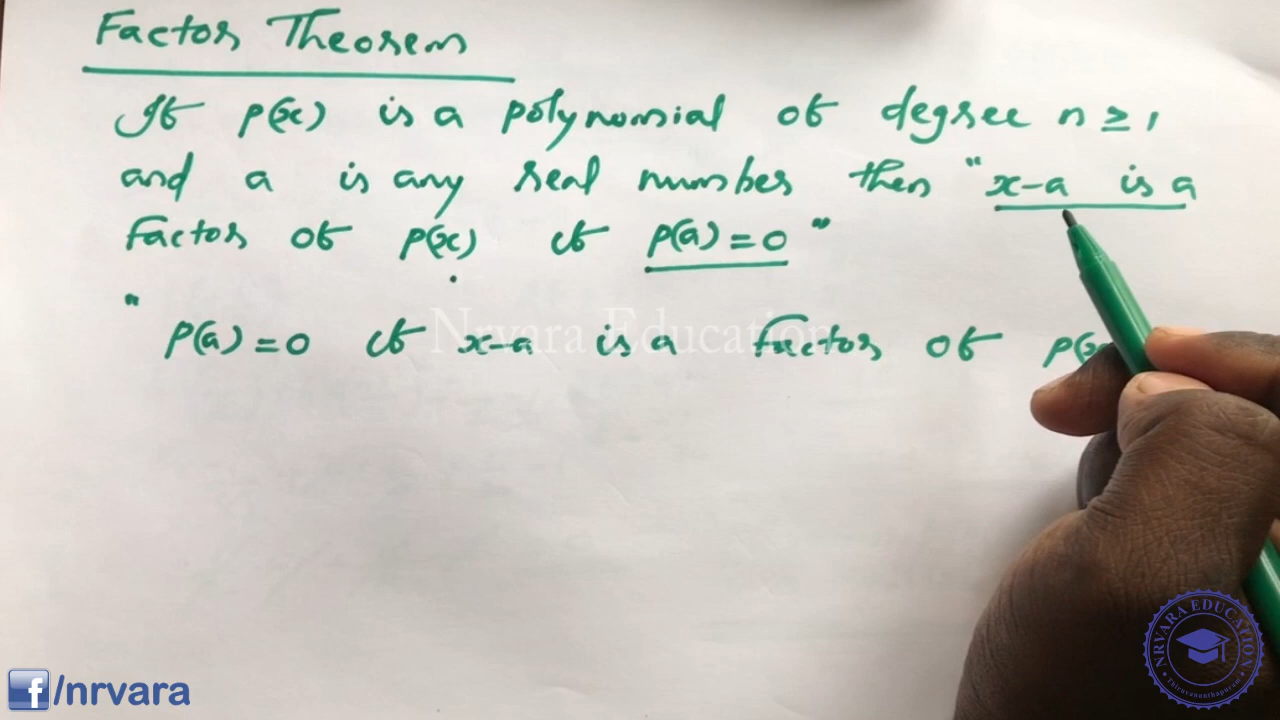 Factor Theorem
If p(x) is a polynomial of degree n ≥ 1
and a is any real number then "x-a is a
factor of p(x) if p(a) = 0"
"p(a) = 0 if x-a is a factor of
Nrvara Education
NRVARA EDUCATION
Thiruvananthapuram
f/nrvara